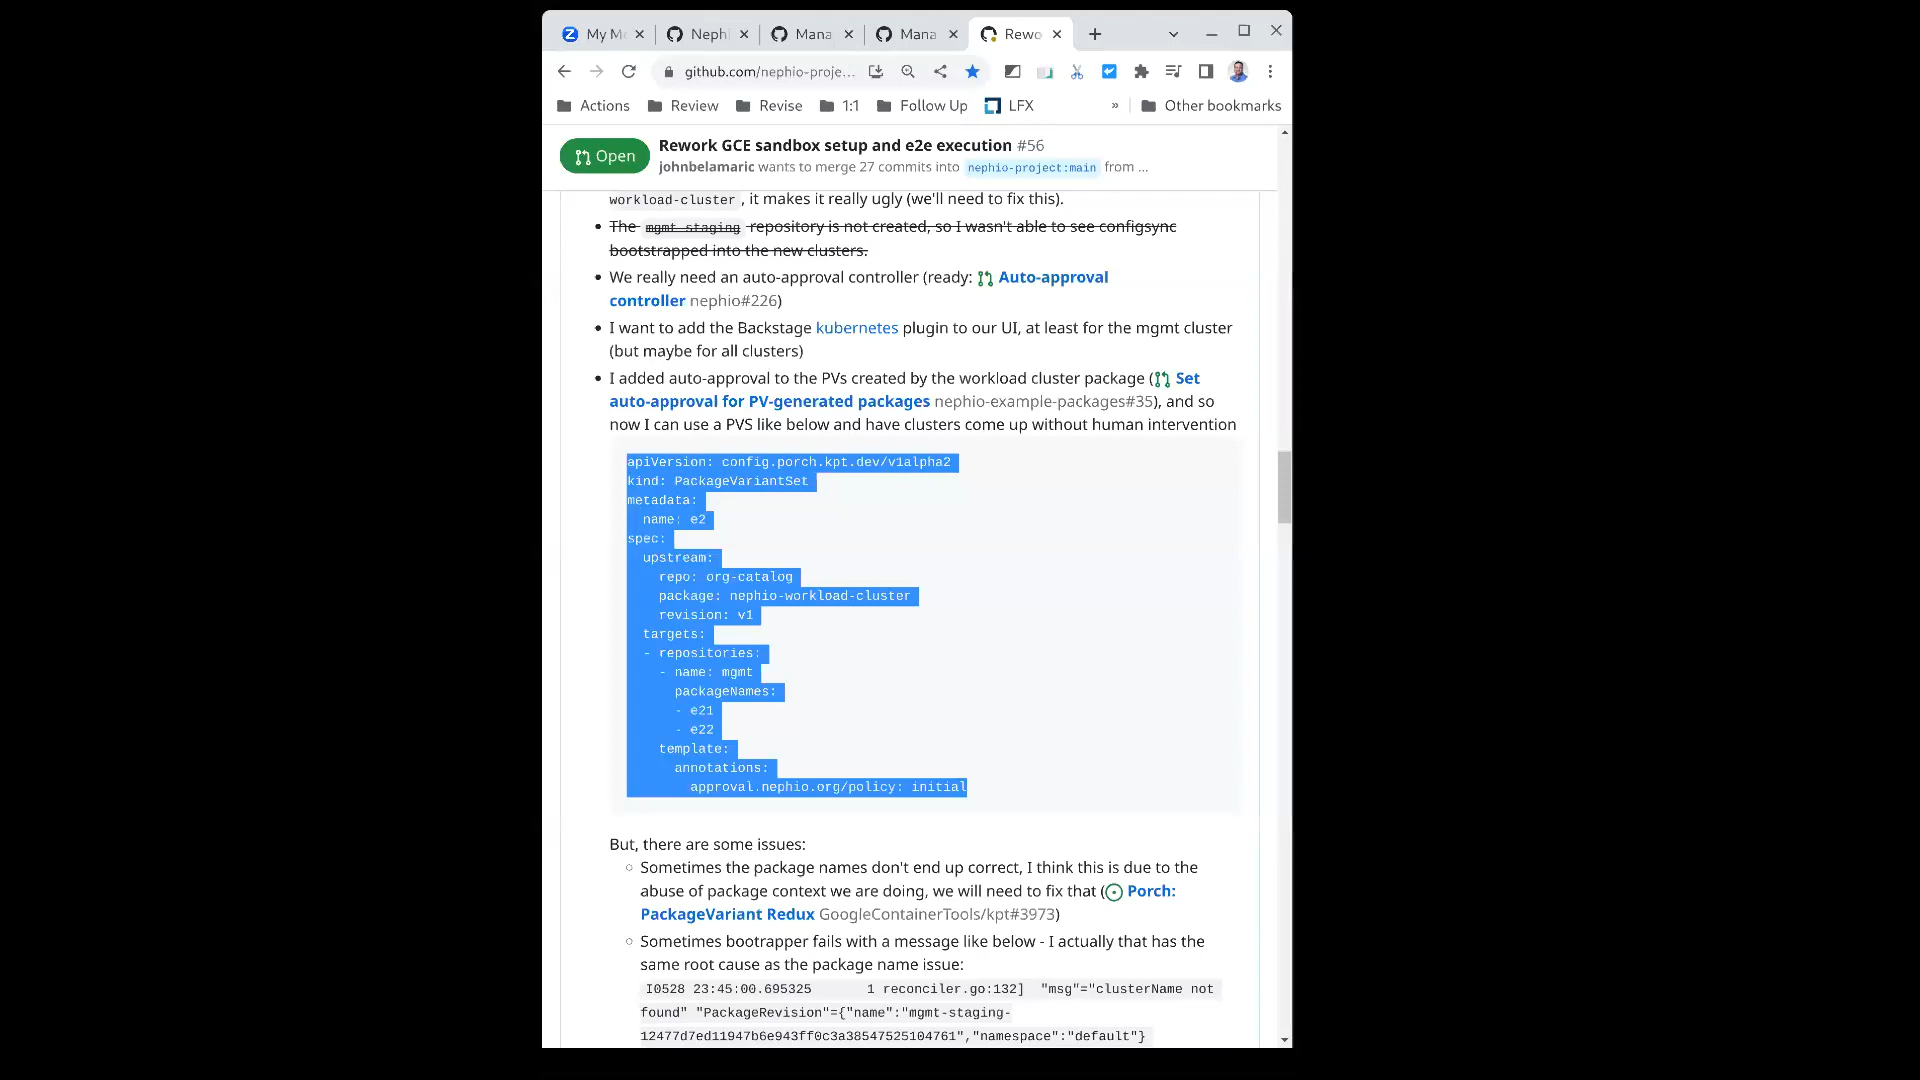 My M
Neph
Mana
Mana
Rewo
github.com/nephio-proje...
Actions
Review
Revise
1:1
Follow Up
LFX
»
Other bookmarks
Open
Rework GCE sandbox setup and e2e execution #56
johnbelamaric wants to merge 27 commits into nephio-project:main from ...
workload-cluster , it makes it really ugly (we'll need to fix this).
The mgmt-staging repository is not created, so I wasn't able to see configsync
bootstrapped into the new clusters.
We really need an auto-approval controller (ready: Auto-approval
controller nephio#226)
I want to add the Backstage kubernetes plugin to our UI, at least for the mgmt cluster
(but maybe for all clusters)
I added auto-approval to the PVs created by the workload cluster package ( Set
auto-approval for PV-generated packages nephio-example-packages#35), and so
now I can use a PVS like below and have clusters come up without human intervention
apiVersion: config.porch.kpt.dev/v1alpha2
kind: PackageVariantSet
metadata:
  name: e2
spec:
  upstream:
    repo: org-catalog
    package: nephio-workload-cluster
    revision: v1
  targets:
  - repositories:
    - name: mgmt
      packageNames:
      - e21
      - e22
    template:
      annotations:
        approval.nephio.org/policy: initial
But, there are some issues:
Sometimes the package names don't end up correct, I think this is due to the
abuse of package context we are doing, we will need to fix that ( Porch:
PackageVariant Redux GoogleContainerTools/kpt#3973)
Sometimes bootrapper fails with a message like below - I actually that has the
same root cause as the package name issue:
I0528 23:45:00.695325       1 reconciler.go:132]  "msg"="clusterName not
found" "PackageRevision"={"name":"mgmt-staging-
12477d7ed11947b6e943ff0c3a38547525104761","namespace":"default"}